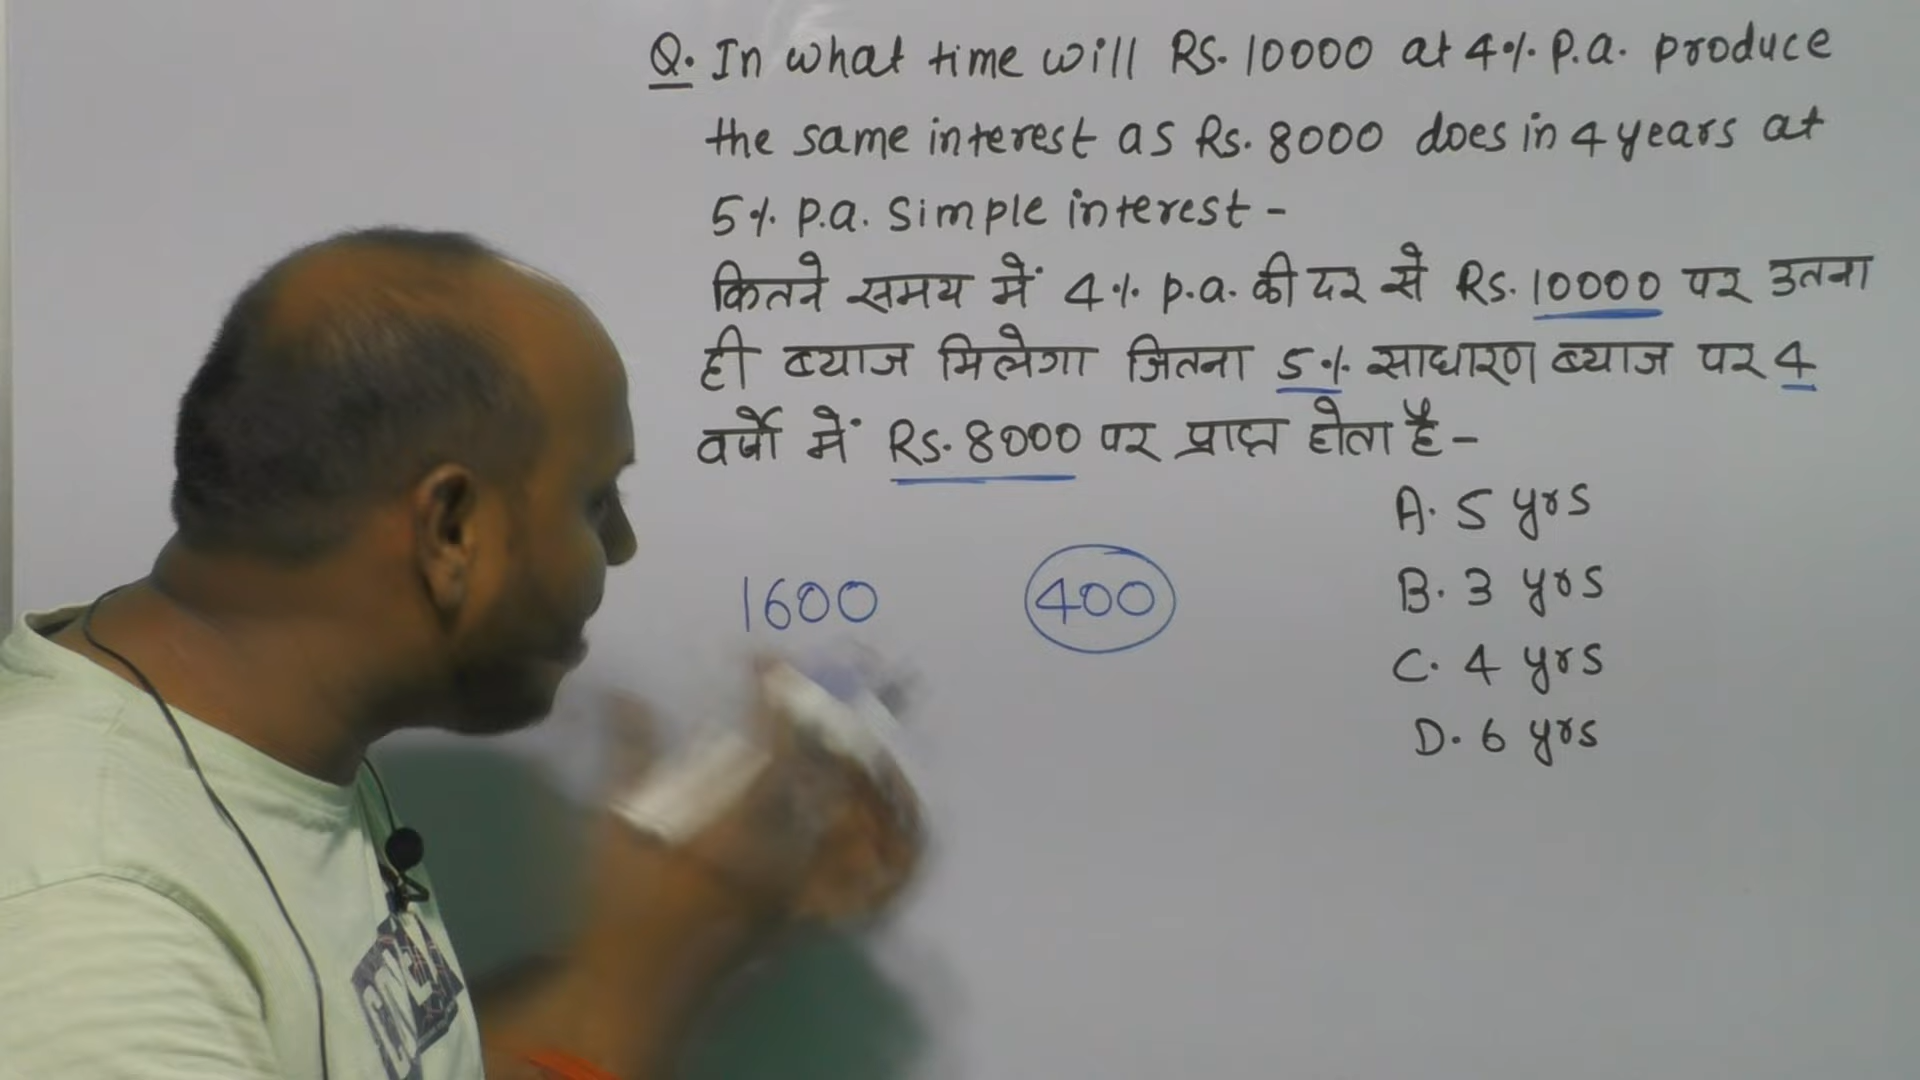 Q. In what time will RS. 10000 at 4% P.a. produce
the same interest as Rs. 8000 does in 4 years at
5% p.a. simple interest -
कितने समय में 4% p.a. की दर से Rs. 10000 पर उतना
ही ब्याज मिलेगा जितना 5% साधारण ब्याज पर 4
वर्षो में Rs. 8000 पर प्राप्त होता है -
A. 5 yrs
1600 400
B. 3 yrs
C. 4 yrs
D. 6 yrs